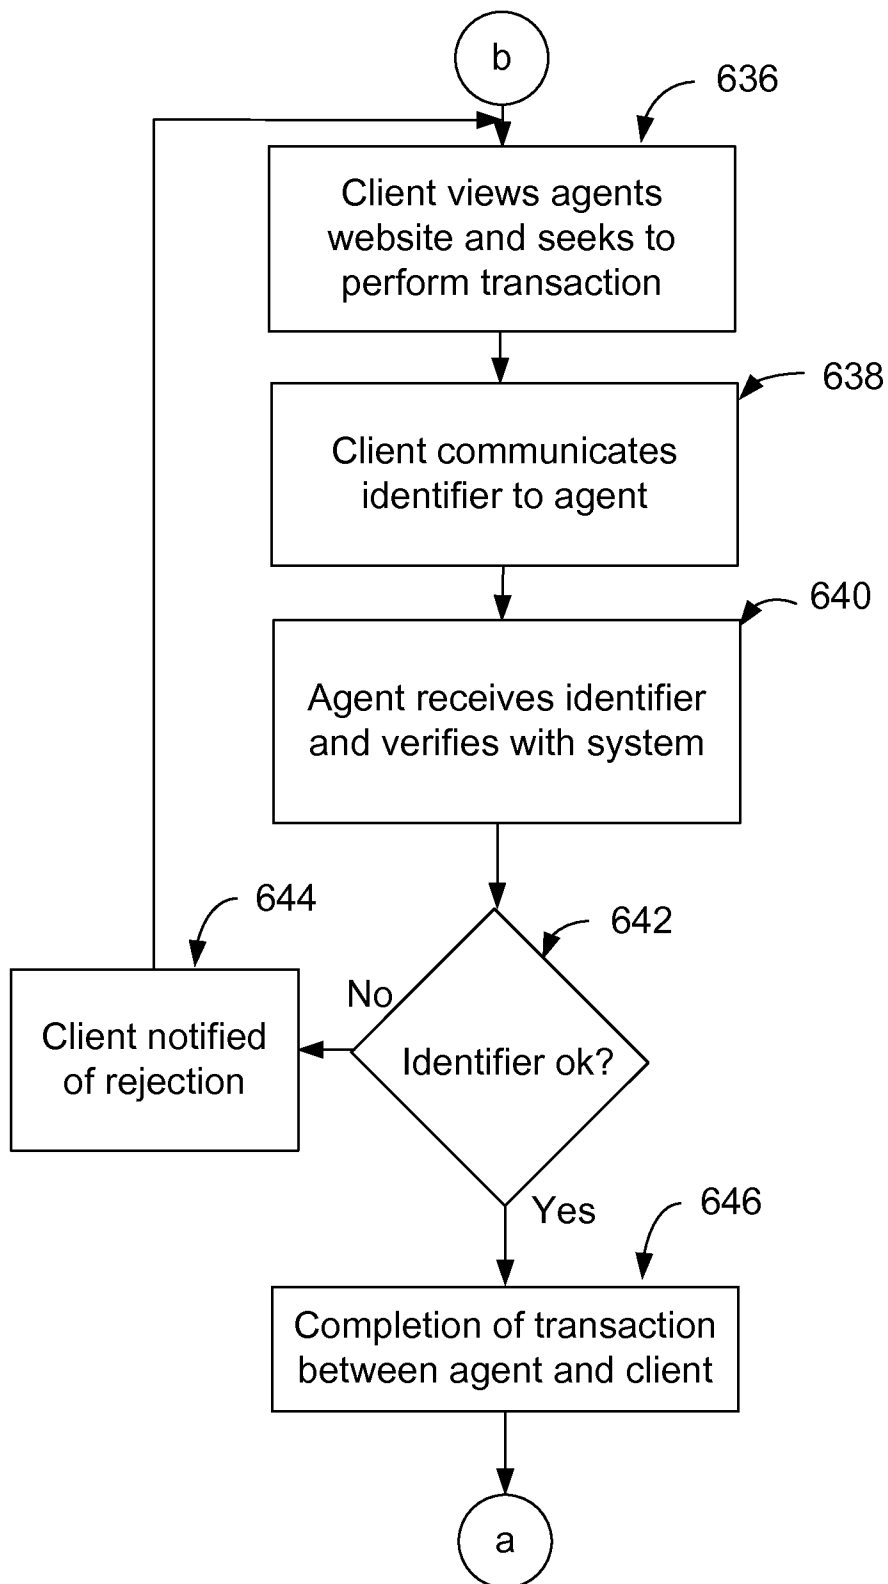 b
636
Client views agents
website and seeks to
perform transaction
638
Client communicates
identifier to agent
640
Agent receives identifier
and verifies with system
644
642
No
Client notified
of rejection
Identifier ok?
Yes
646
Completion of transaction
between agent and client
a